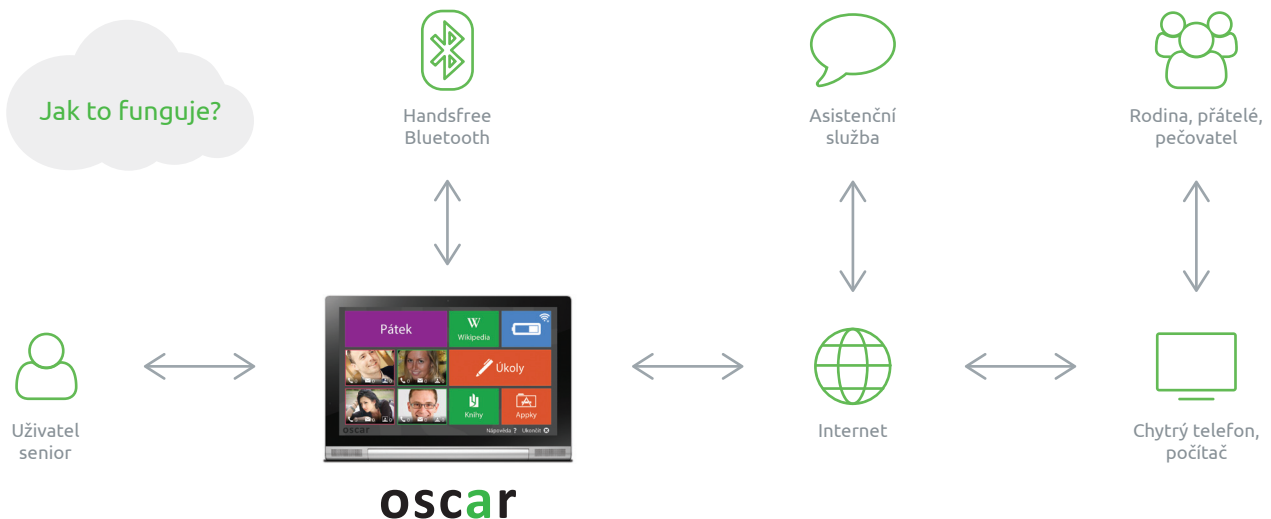 Jak to funguje?
Handsfree
Bluetooth
Asistenční
služba
Rodina, přátelé,
pečovatel
Uživatel
senior
Pátek
W
Wikipedia
Úkoly
Knihy
Appky
oscar
Nápověda ? Ukončit
oscar
Internet
Chytrý telefon,
počítač